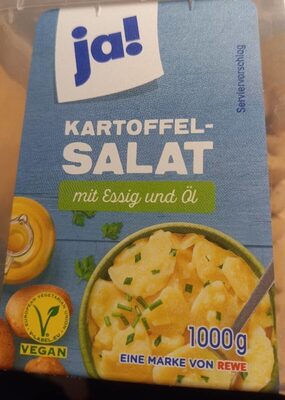 ja!
Serviervorschlag
KARTOFFEL-
SALAT
mit Essig und Öl
1000g
EINE MARKE VON REWE
VEGAN